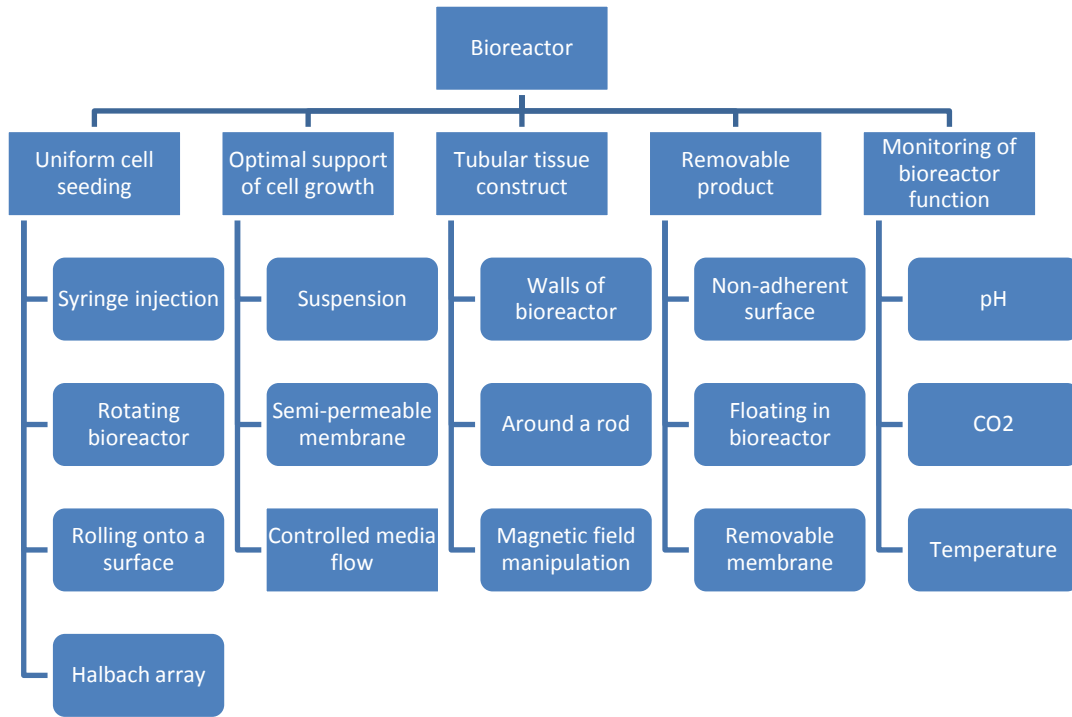 Bioreactor
Uniform cell
seeding
Optimal support
of cell growth
Tubular tissue
construct
Removable
product
Monitoring of
bioreactor
function
Syringe injection
Rotating
bioreactor
Rolling onto a
surface
Halbach array
Suspension
Semi-permeable
membrane
Controlled media
flow
Walls of
bioreactor
Around a rod
Magnetic field
manipulation
Non-adherent
surface
Floating in
bioreactor
Removable
membrane
pH
CO2
Temperature